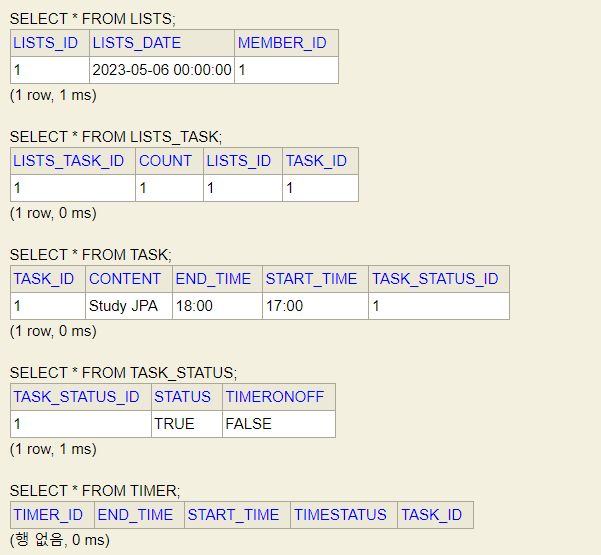 SELECT * FROM LISTS;
LISTS_ID LISTS_DATE MEMBER_ID
1 2023-05-06 00:00:00 1
(1 row, 1 ms)
SELECT * FROM LISTS_TASK;
LISTS_TASK_ID COUNT LISTS_ID TASK_ID
1 1 1 1
(1 row, 0 ms)
SELECT * FROM TASK;
TASK_ID CONTENT END_TIME START_TIME TASK_STATUS_ID
1 Study JPA 18:00 17:00 1
(1 row, 0 ms)
SELECT * FROM TASK_STATUS;
TASK_STATUS_ID STATUS TIMERONOFF
1 TRUE FALSE
(1 row, 1 ms)
SELECT * FROM TIMER;
TIMER_ID END_TIME START_TIME TIMESTATUS TASK_ID
(행 없음, 0 ms)